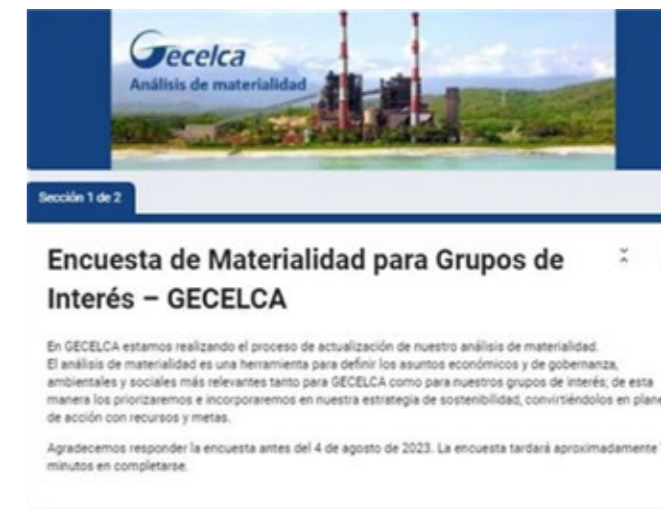 Gecelca
Análisis de materialidad
Sección 1 de 2
Encuesta de Materialidad para Grupos de
Interés – GECELCA
En GECELCA estamos realizando el proceso de actualización de nuestro análisis de materialidad.
El análisis de materialidad es una herramienta para definir los asuntos económicos y de gobernanza,
ambientales y sociales más relevantes tanto para GECELCA como para nuestros grupos de interés; de esta
manera los priorizaremos e incorporaremos en nuestra estrategia de sostenibilidad, convirtiéndolos en plane
de acción con recursos y metas.
Agradecemos responder la encuesta antes del 4 de agosto de 2023. La encuesta tardará aproximadamente
minutos en completarse.